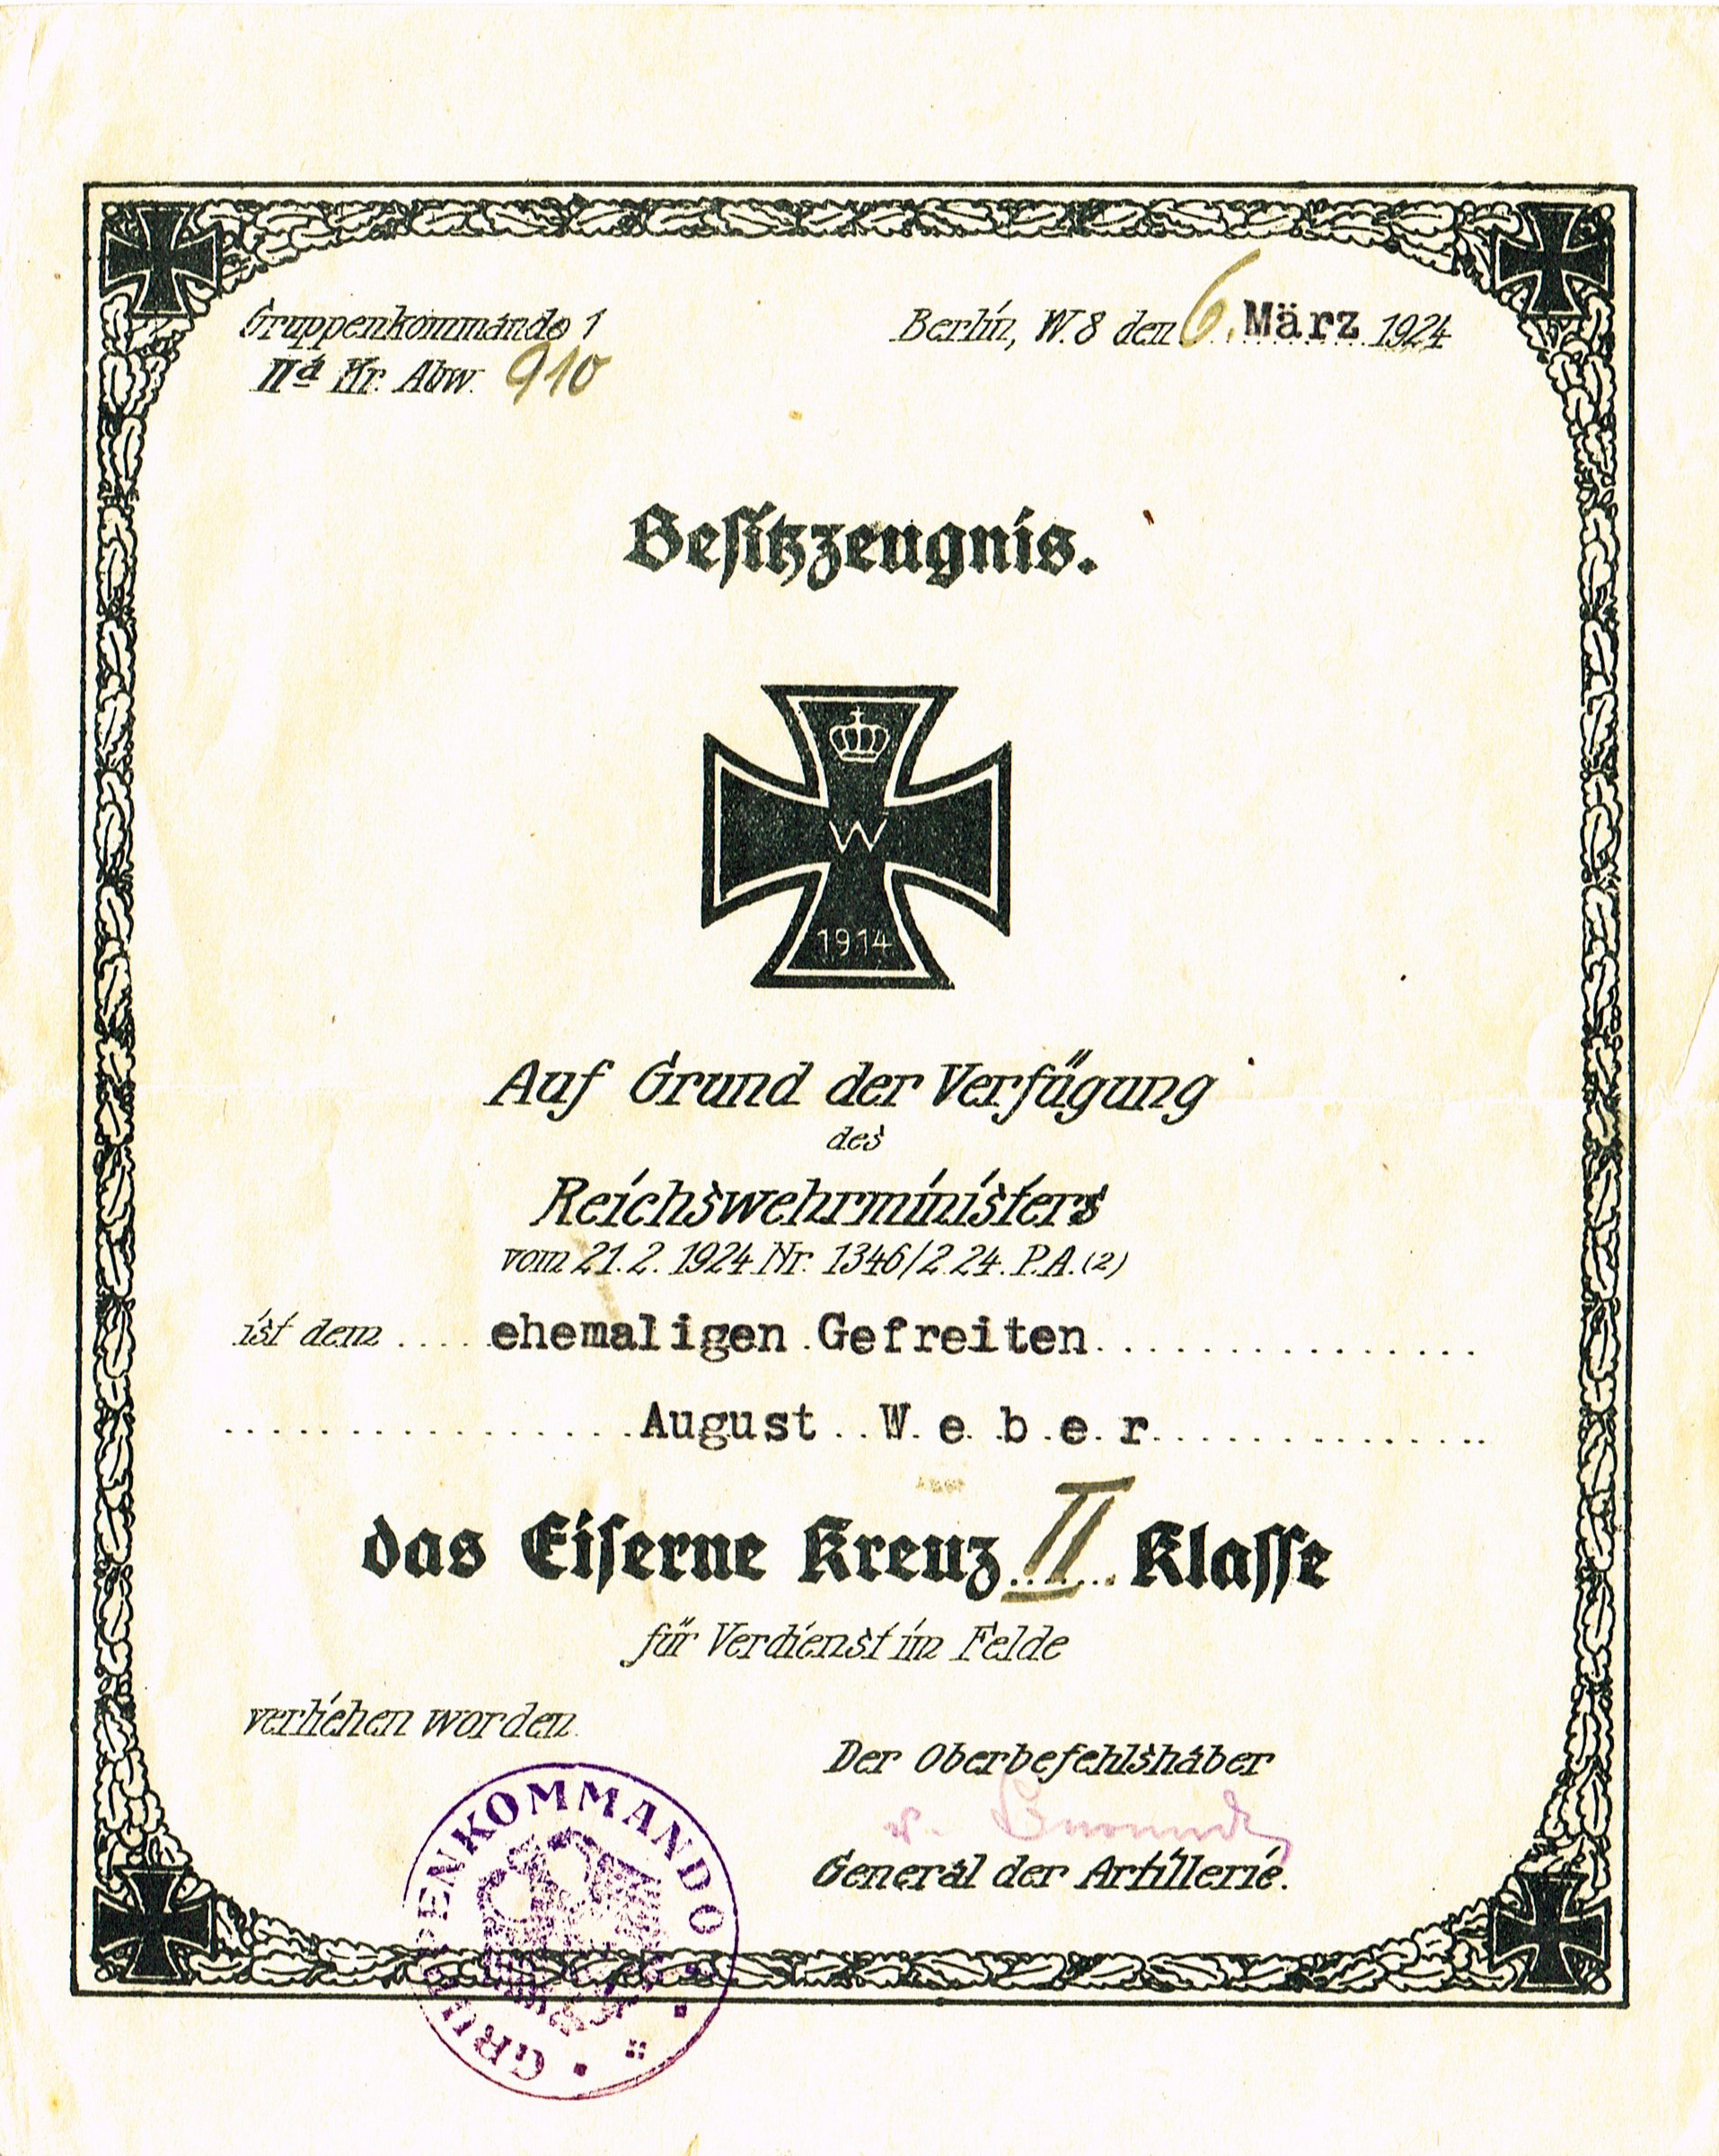 Gruppenkommando 1
IIa Kr. Abw. 910
Berlin, W. 8 den 6. März 1924
Besitzzeugnis.
W
1914
Auf Grund der Verfügung
des
Reichswehrministers
vom 21. 2. 1924 Nr. 1346/2.24. P.A. (2)
ist dem ehemaligen Gefreiten
August W e b e r
das Eiserne Kreuz II Klasse
für Verdienst im Felde
verliehen worden.
Der Oberbefehlshaber
General der Artillerie.
GRUPPENKOMMANDO